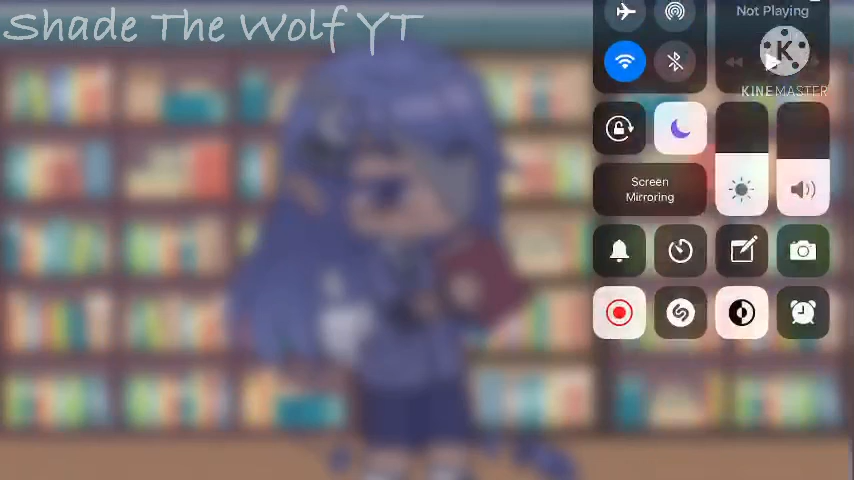 Shade The Wolf YT
Not Playing
K
KINEMASTER
Screen
Mirroring